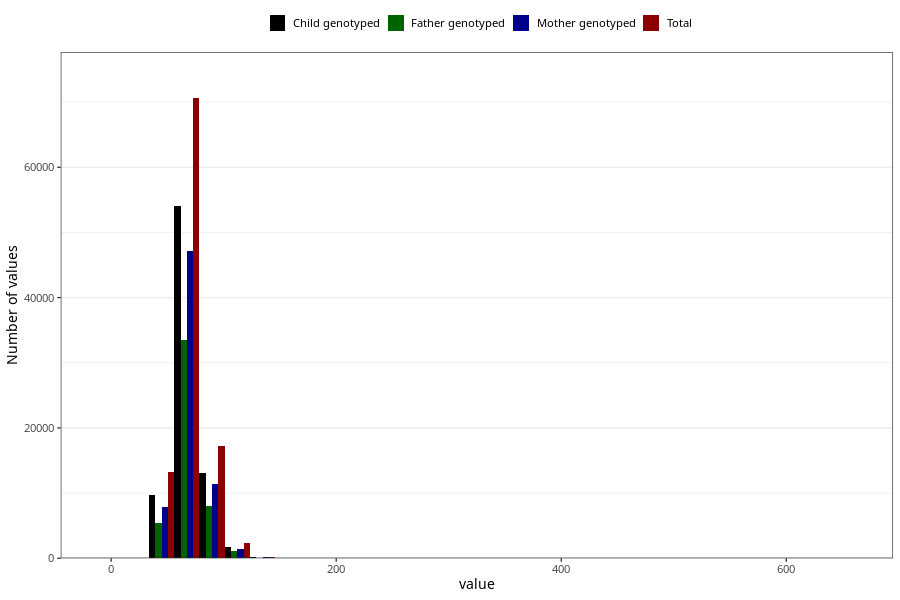 Child genotyped Father genotyped Mother genotyped Total
Number of values
60000
40000
20000
0
0 200 400 600
value